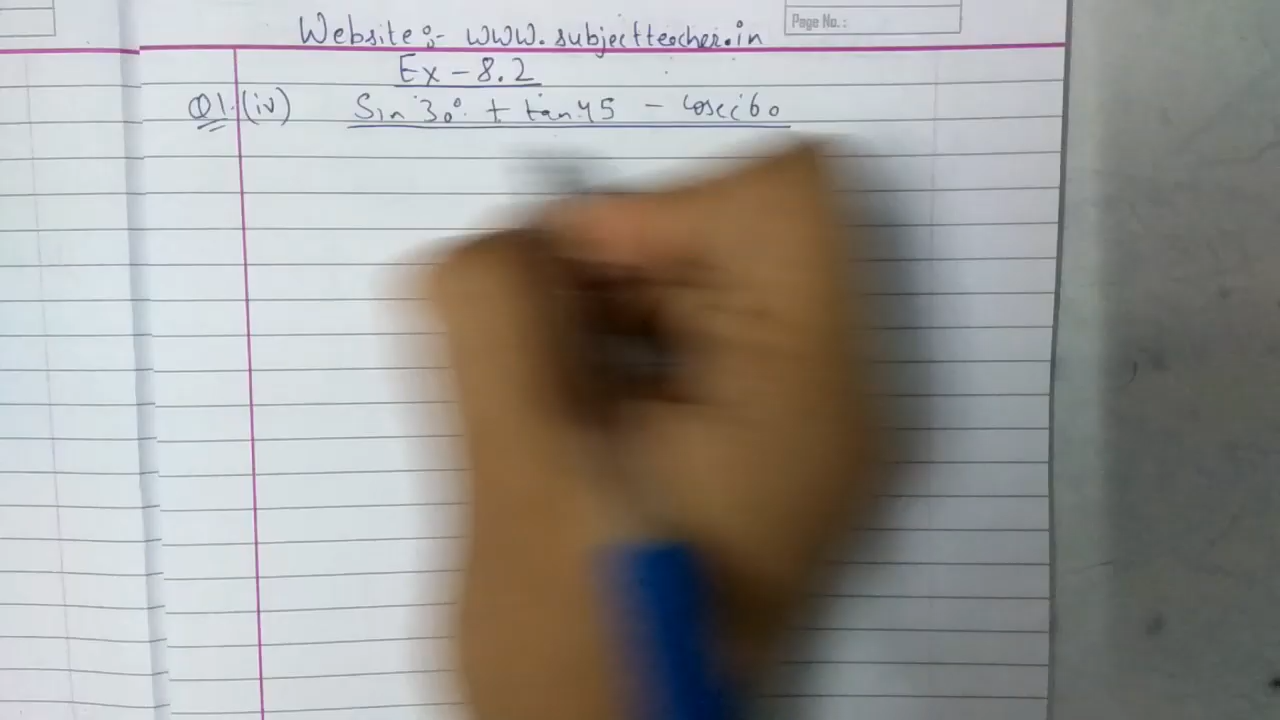 Page No. :
Website :- www.subjectteacher.in
Ex - 8.2
Q1. (iv) Sin 30° + tan 45 - cosec 60